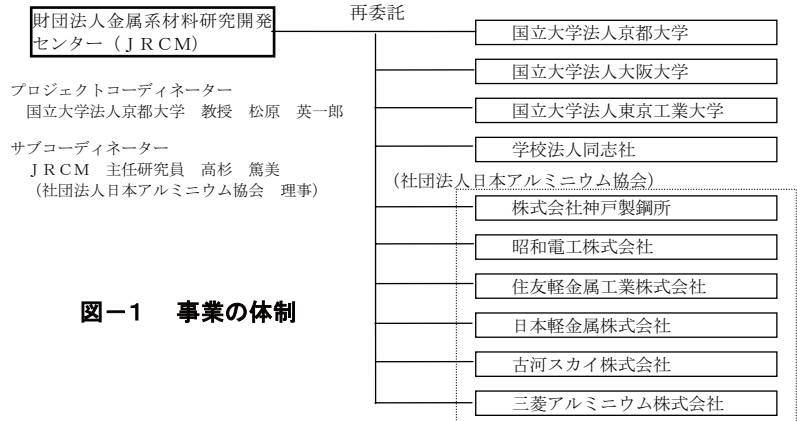 財団法人金属系材料研究開発
センター（ＪＲＣＭ）
再委託
国立大学法人京都大学
国立大学法人大阪大学
国立大学法人東京工業大学
学校法人同志社
（社団法人日本アルミニウム協会）
株式会社神戸製鋼所
昭和電工株式会社
住友軽金属工業株式会社
日本軽金属株式会社
古河スカイ株式会社
三菱アルミニウム株式会社
プロジェクトコーディネーター
国立大学法人京都大学　教授　松原　英一郎
サブコーディネーター
ＪＲＣＭ　主任研究員　高杉　篤美
（社団法人日本アルミニウム協会　理事）
図－１　事業の体制